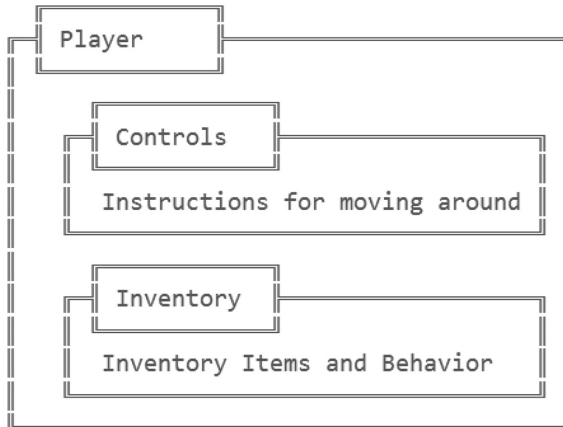 Player
Controls
Instructions for moving around
Inventory
Inventory Items and Behavior